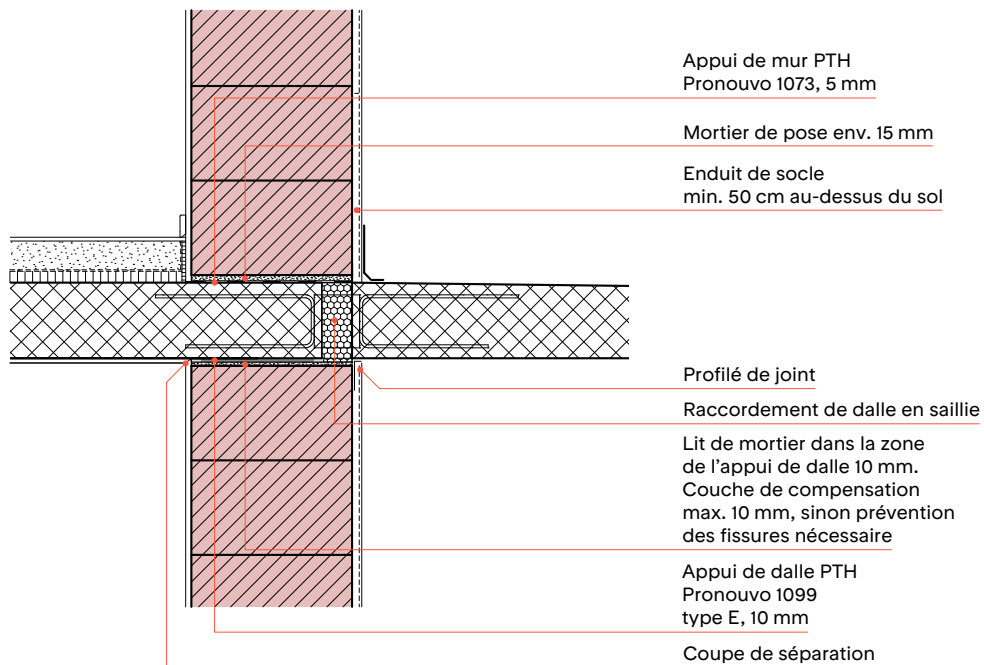 Appui de mur PTH
Pronouvo 1073, 5 mm
Mortier de pose env. 15 mm
Enduit de socle
min. 50 cm au-dessus du sol
Profilé de joint
Raccordement de dalle en saillie
Lit de mortier dans la zone
de l’appui de dalle 10 mm.
Couche de compensation
max. 10 mm, sinon prévention
des fissures nécessaire
Appui de dalle PTH
Pronouvo 1099
type E, 10 mm
Coupe de séparation